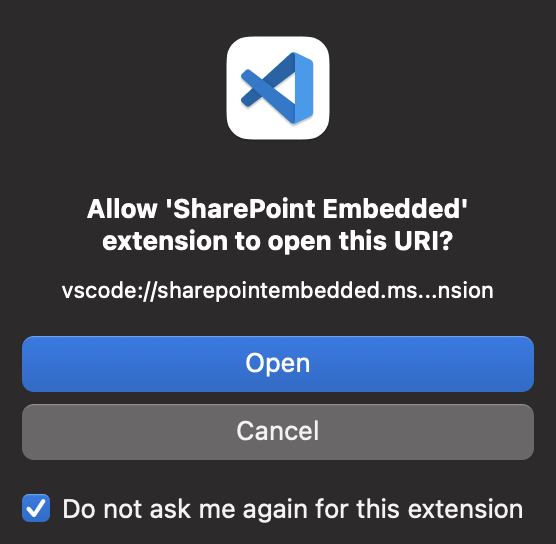 Allow 'SharePoint Embedded'
extension to open this URI?
vscode://sharepointembedded.ms...nsion
Open
Cancel
Do not ask me again for this extension